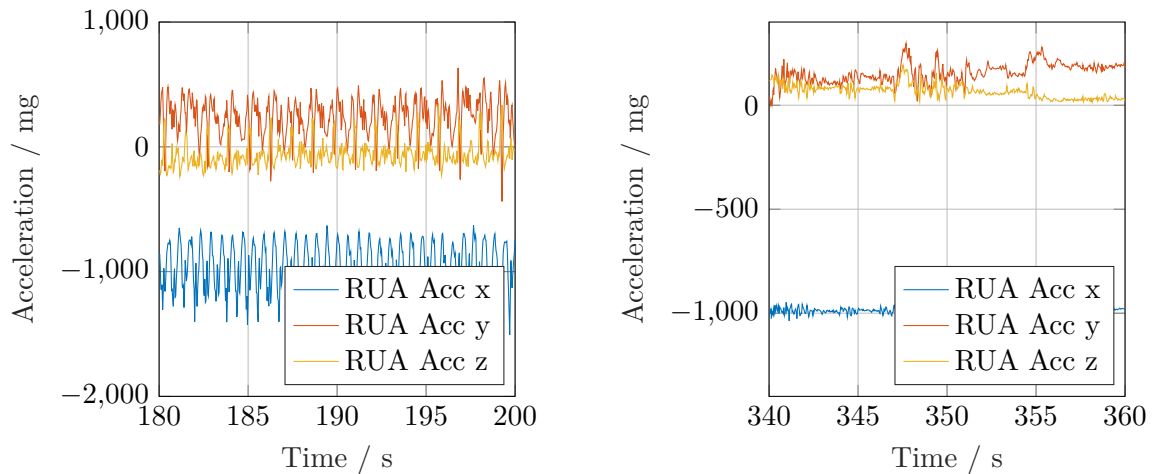 1,000
0
−1,000
−2,000
180
185
190
195
200
Acceleration / mg
Time / s
RUA Acc x
RUA Acc y
RUA Acc z
0
−500
−1,000
340
345
350
355
360
Acceleration / mg
Time / s
RUA Acc x
RUA Acc y
RUA Acc z